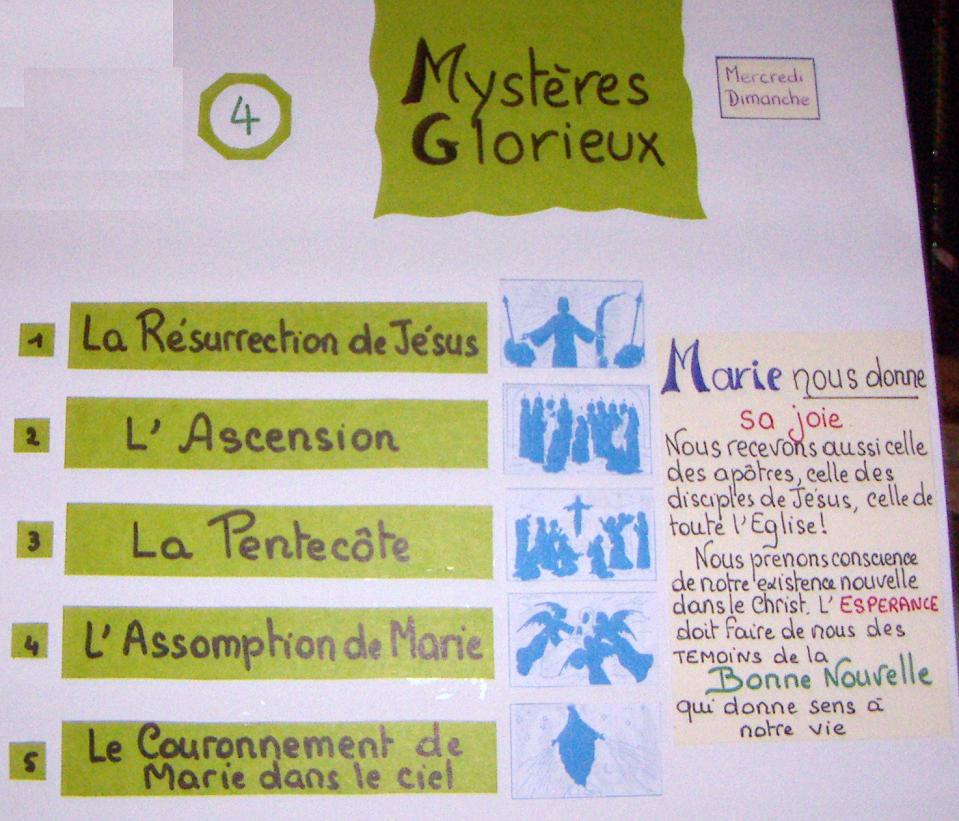 4
Mystères
Glorieux
Mercredi
Dimanche
1
La Résurrection de Jésus
2
L' Ascension
3
La Pentecôte
4
L'Assomption de Marie
5
Le Couronnement de
Marie dans le ciel
Marie nous donne
sa joie
Nous recevons aussi celle
des apôtres, celle des
disciples de Jésus, celle de
toute l'Eglise!
Nous prenons conscience
de notre existence nouvelle
dans le Christ. L' ESPERANCE
doit faire de nous des
TEMOINS de la
Bonne Nouvelle
qui donne sens à
notre vie